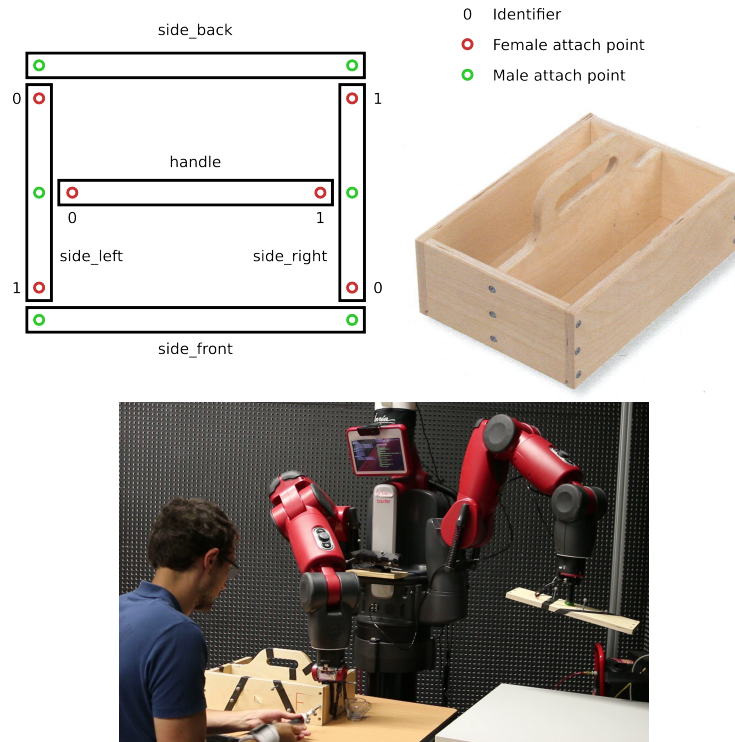 side_back
0 Identifier
Female attach point
Male attach point
0
1
handle
0
1
side_left
side_right
1
0
side_front
F